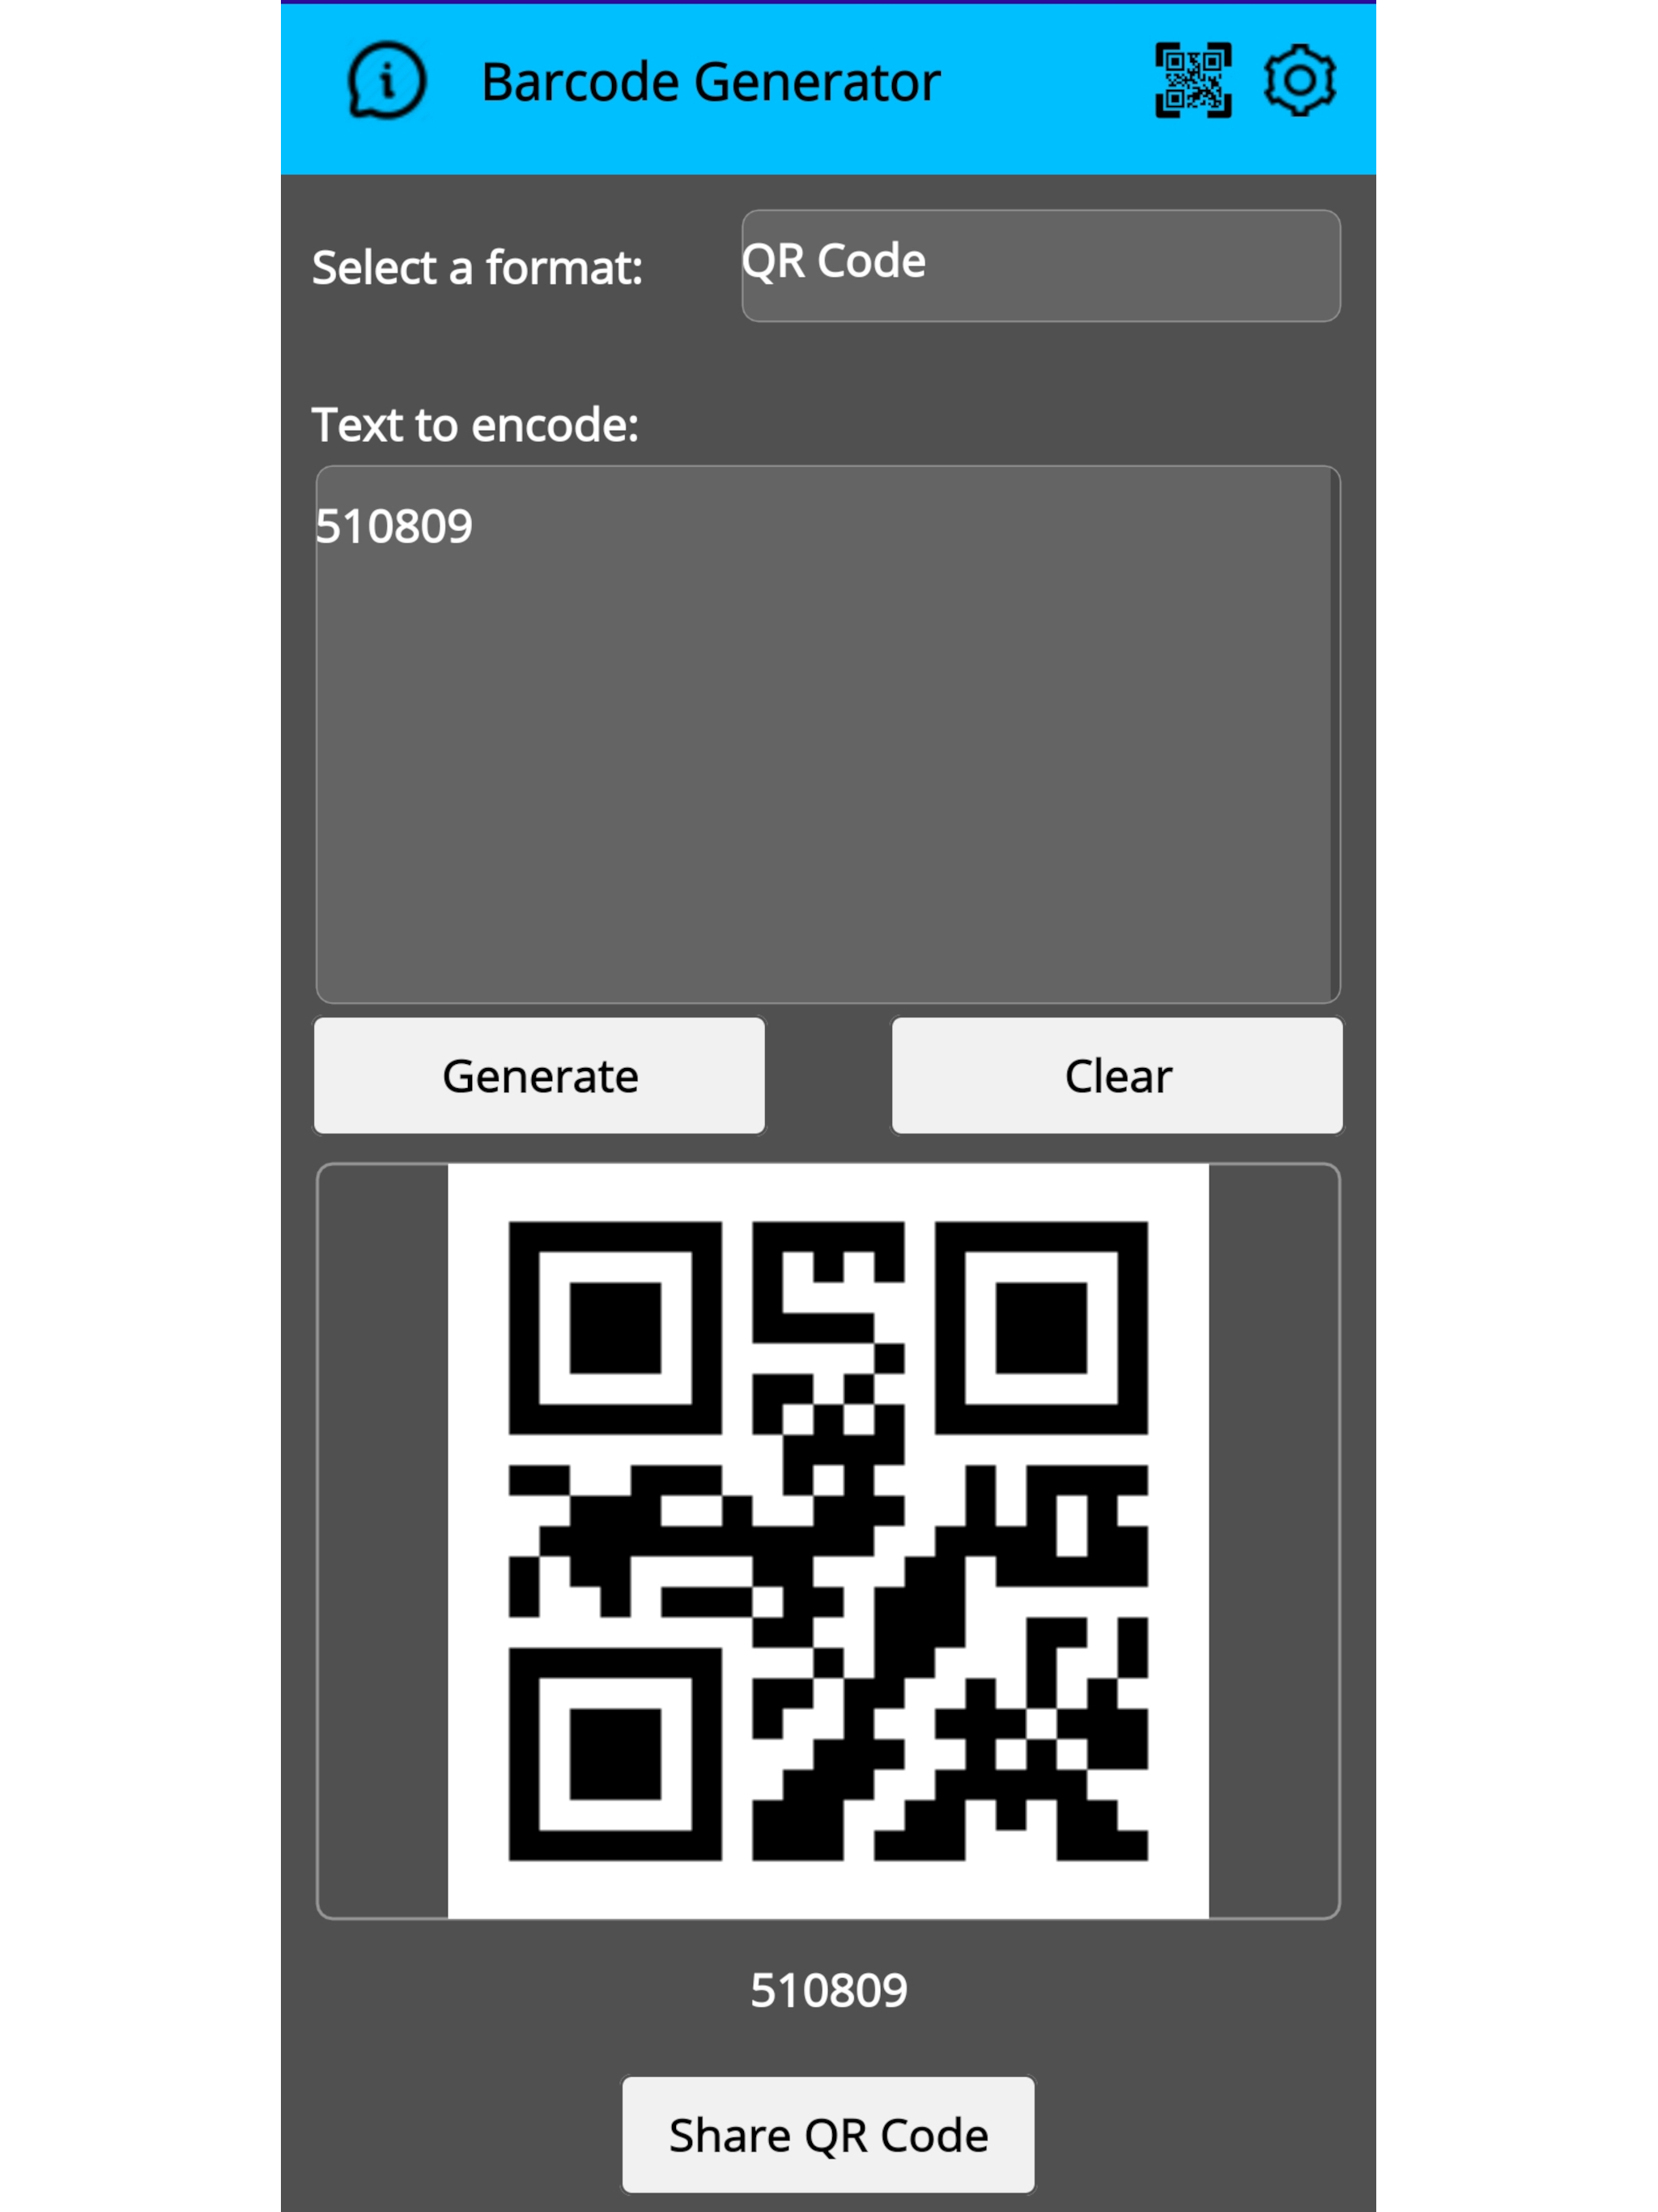 Barcode Generator
Select a format: QR Code
Text to encode:
510809
Generate Clear
510809
Share QR Code